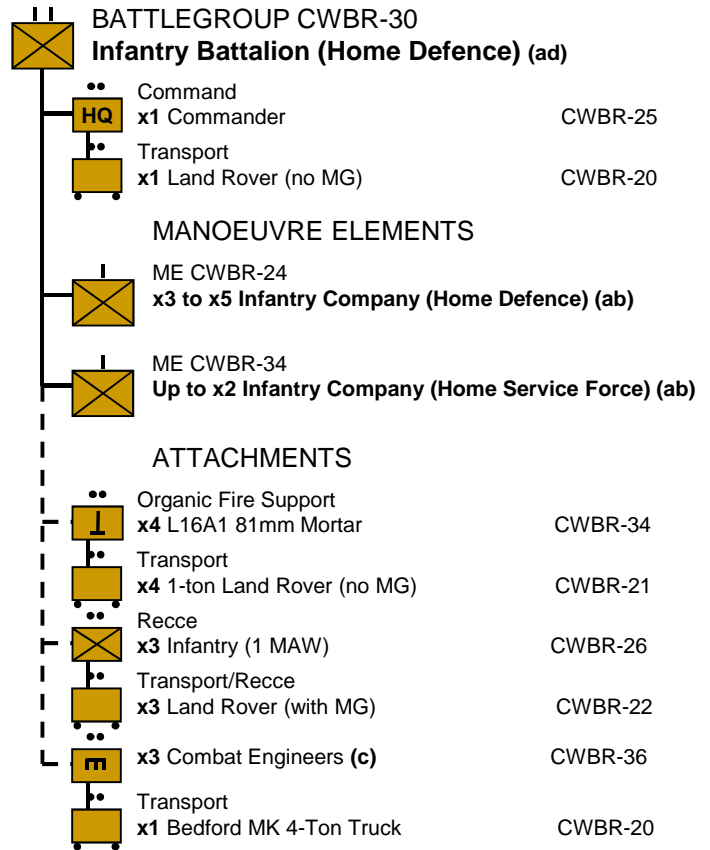 BATTLEGROUP CWBR-30
Infantry Battalion (Home Defence) (ad)
Command
HQ x1 Commander CWBR-25
Transport
x1 Land Rover (no MG) CWBR-20
MANOEUVRE ELEMENTS
ME CWBR-24
x3 to x5 Infantry Company (Home Defence) (ab)
ME CWBR-34
Up to x2 Infantry Company (Home Service Force) (ab)
ATTACHMENTS
Organic Fire Support
x4 L16A1 81mm Mortar CWBR-34
Transport
x4 1-ton Land Rover (no MG) CWBR-21
Recce
x3 Infantry (1 MAW) CWBR-26
Transport/Recce
x3 Land Rover (with MG) CWBR-22
x3 Combat Engineers (c) CWBR-36
Transport
x1 Bedford MK 4-Ton Truck CWBR-20